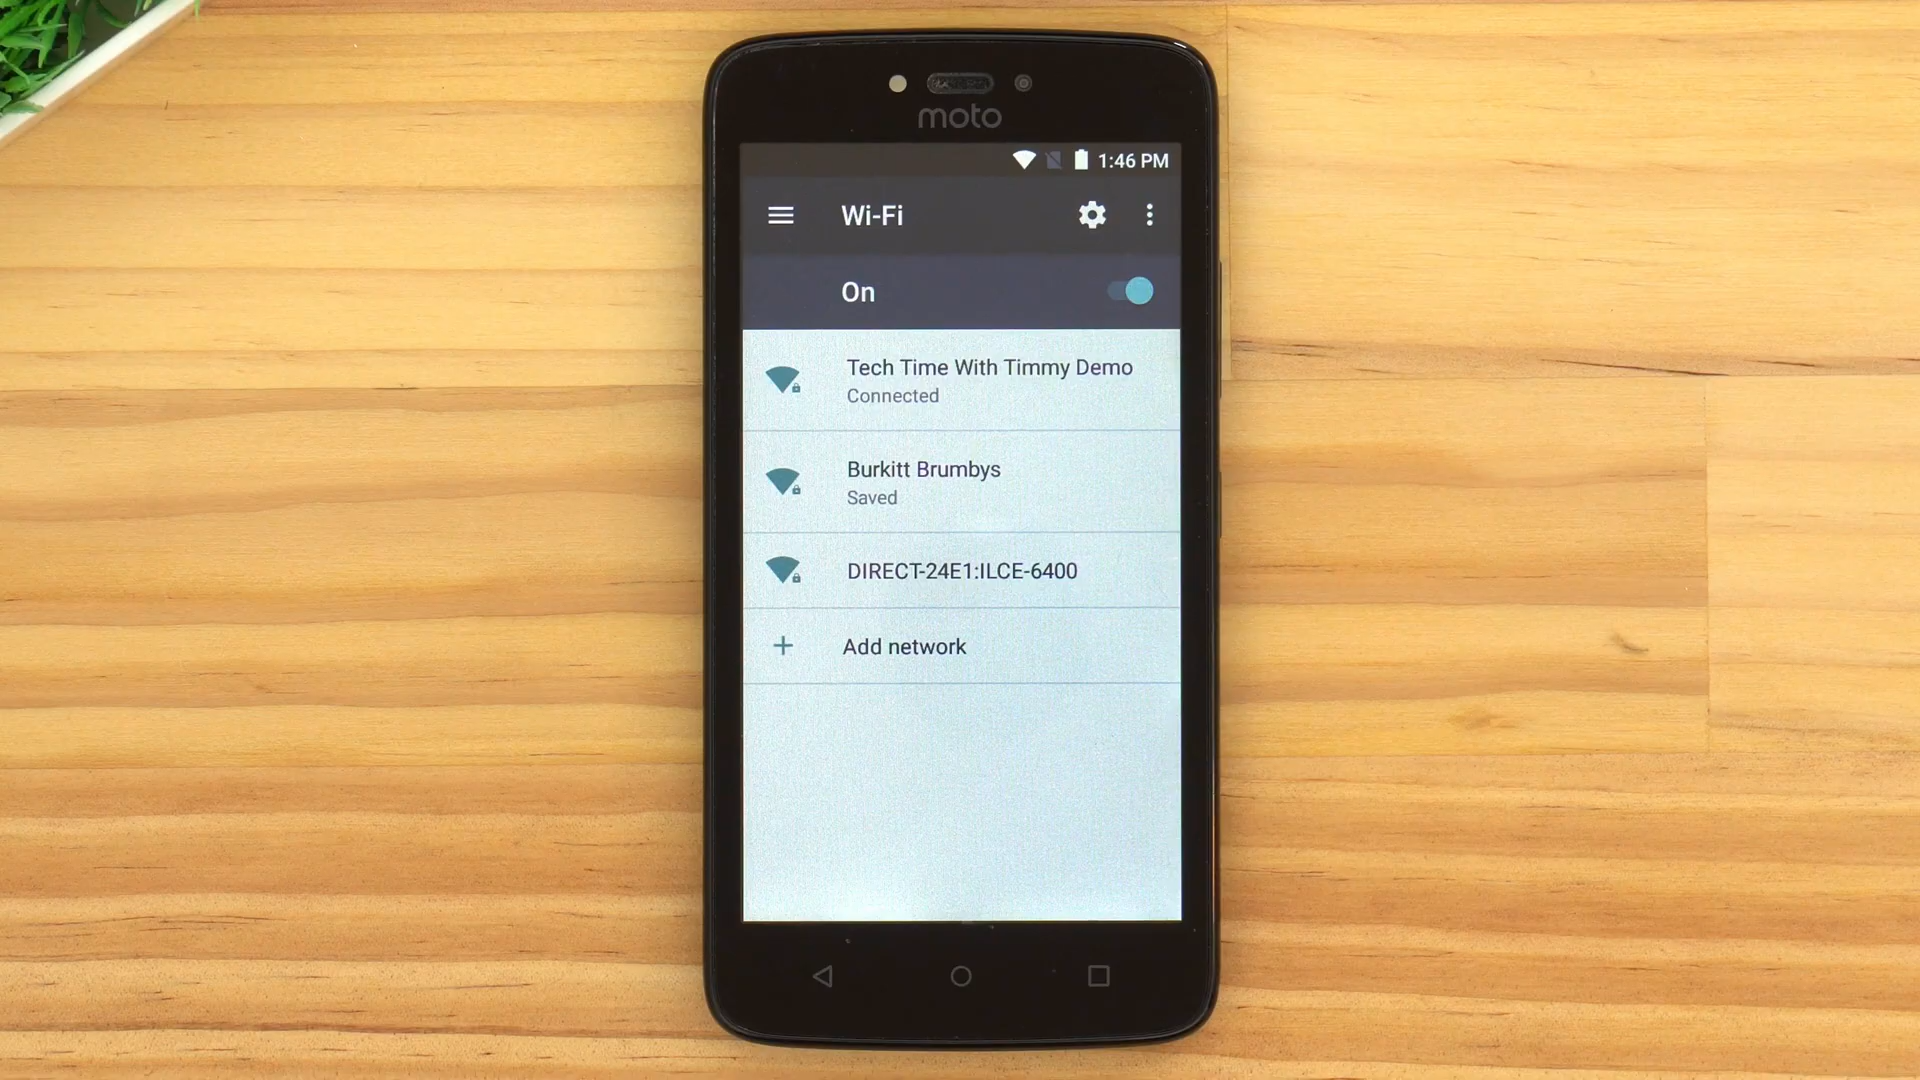 moto
1:46 PM
Wi-Fi
On
Tech Time With Timmy Demo
Connected
Burkitt Brumbys
Saved
DIRECT-24E1:ILCE-6400
Add network